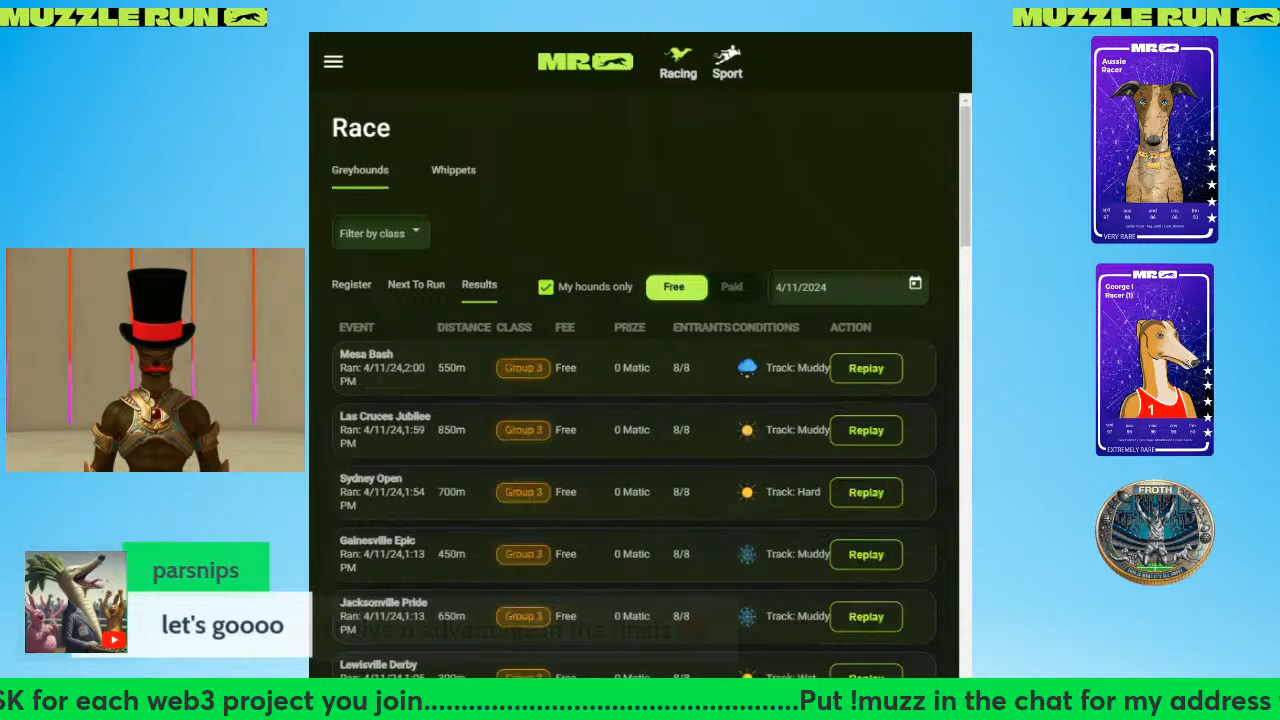 MUZZLE RUN
MUZZLE RUN
MR
Racing
Sport
Race
Greyhounds
Whippets
Filter by class
Register
Next To Run
Results
My hounds only
Free
Paid
4/11/2024
EVENT DISTANCE CLASS FEE PRIZE ENTRANTS CONDITIONS ACTION
Mesa Bash
Ran: 4/11/24,2:00 550m Group 3 Free 0 Matic 8/8 Track: Muddy Replay
PM
Las Cruces Jubilee
Ran: 4/11/24,1:59 850m Group 3 Free 0 Matic 8/8 Track: Muddy Replay
PM
Sydney Open
Ran: 4/11/24,1:54 700m Group 3 Free 0 Matic 8/8 Track: Hard Replay
PM
Gainesville Epic
Ran: 4/11/24,1:13 450m Group 3 Free 0 Matic 8/8 Track: Muddy Replay
PM
Jacksonville Pride
Ran: 4/11/24,1:13 650m Group 3 Free 0 Matic 8/8 Track: Muddy Replay
PM
advantage in the finals
Lewisville Derby
MR
Aussie
Racer
VERY RARE
MR
George I
Racer (1)
1
EXTREMELY RARE
FROTH
parsnips
let's goooo
SK for each web3 project you join................................................Put !muzz in the chat for my address